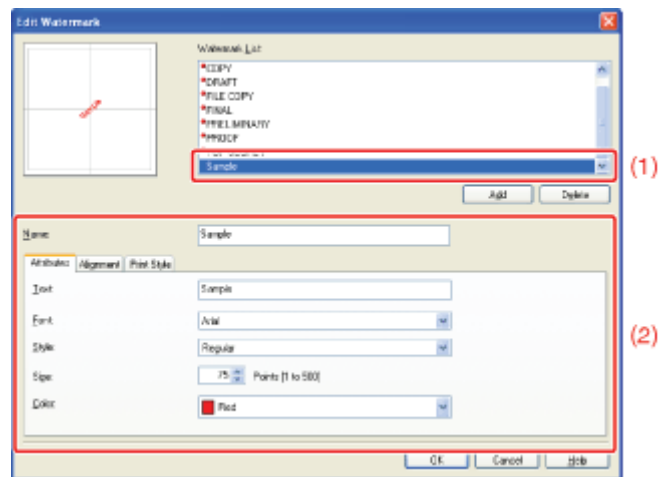 Edit Watermark
Watermark List:
*COPY
*DRAFT
*FILE COPY
*FINAL
*PRELIMINARY
*PROOF
Sample
(1)
Add Delete
Sample
Name: Sample
Attributes Alignment Print Style
Text: Sample
Font: Arial
Style: Regular
(2)
Size: 75 Points [1 to 500]
Color: Red
OK Cancel Help